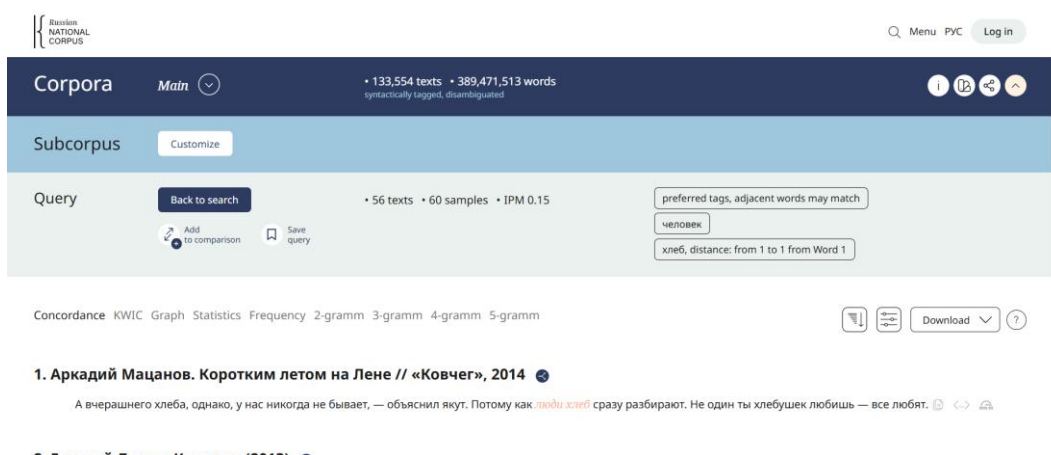 Russian
NATIONAL
CORPUS
Menu РУС Log in
Corpora Main • 133,554 texts • 389,471,513 words
syntactically tagged, disambiguated
Subcorpus Customize
Query Back to search • 56 texts • 60 samples • IPM 0.15 preferred tags, adjacent words may match
Add
to comparison
Save
query
человек
хлеб, distance: from 1 to 1 from Word 1
Concordance KWIC Graph Statistics Frequency 2-gramm 3-gramm 4-gramm 5-gramm Download ?
1. Аркадий Мацанов. Коротким летом на Лене // «Ковчег», 2014
А вчерашнего хлеба, однако, у нас никогда не бывает, — объяснил якут. Потому как люди хлеб сразу разбирают. Не один ты хлебушек любишь — все любят. <...>